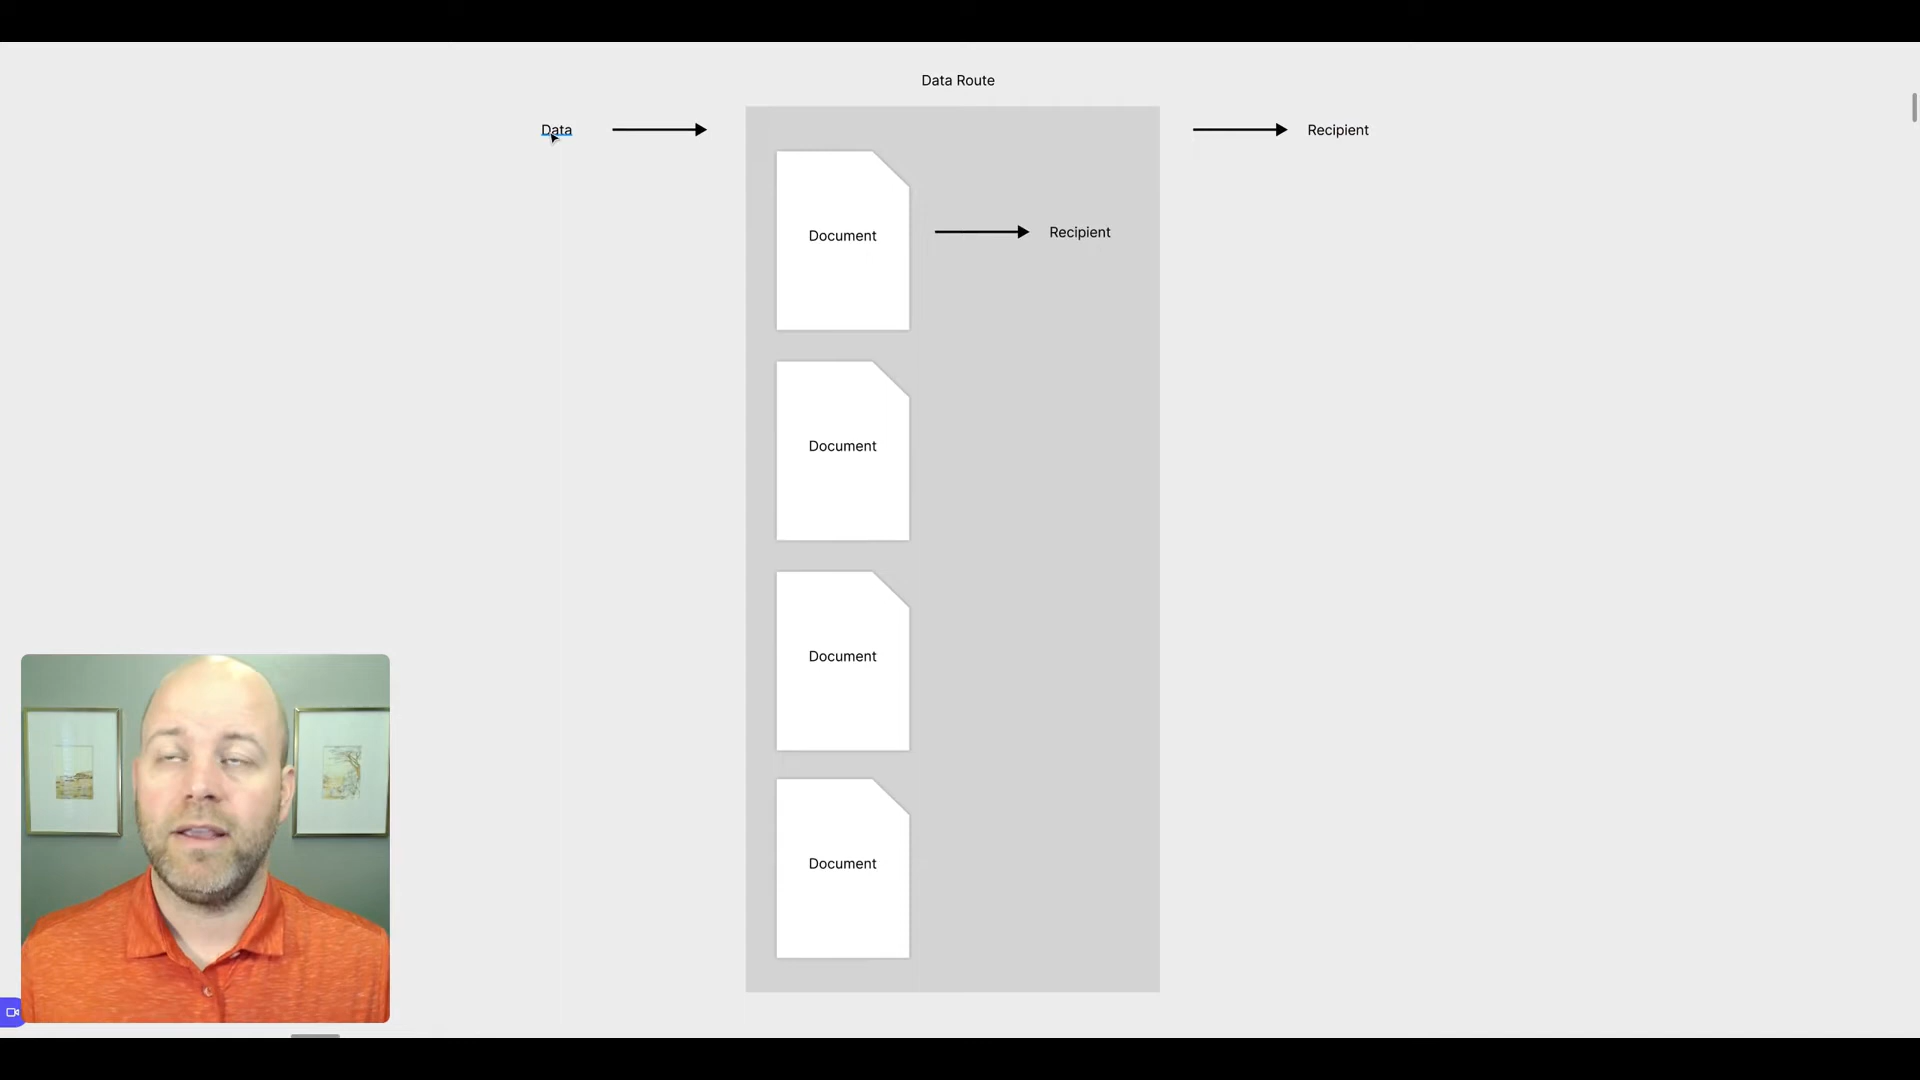 Data Route
Data
Recipient
Document
Recipient
Document
Document
Document